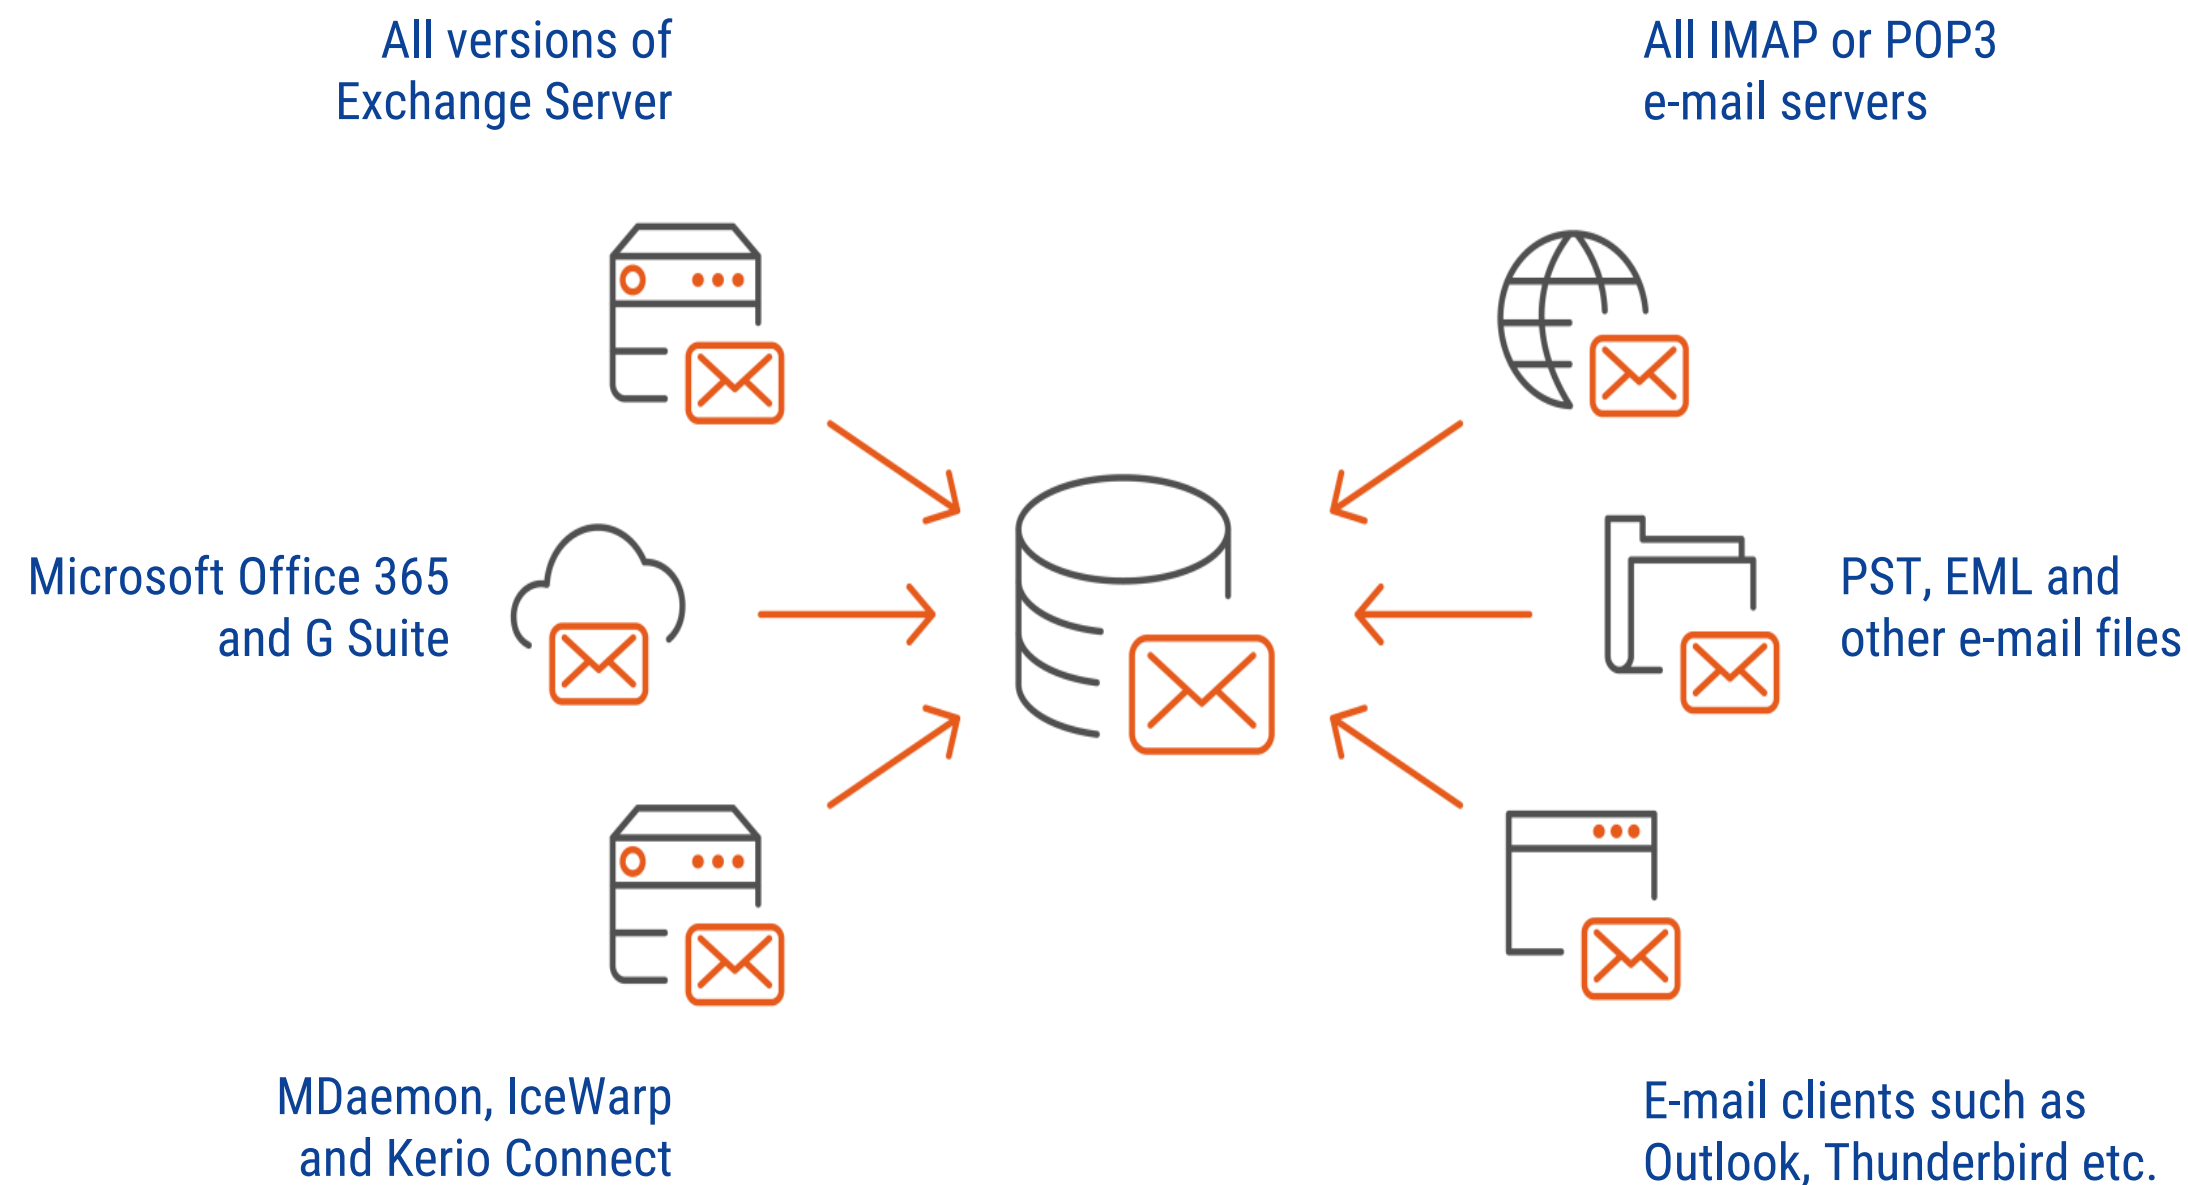 All versions of
Exchange Server
All IMAP or POP3
e-mail servers
Microsoft Office 365
and G Suite
PST, EML and
other e-mail files
MDaemon, IceWarp
and Kerio Connect
E-mail clients such as
Outlook, Thunderbird etc.